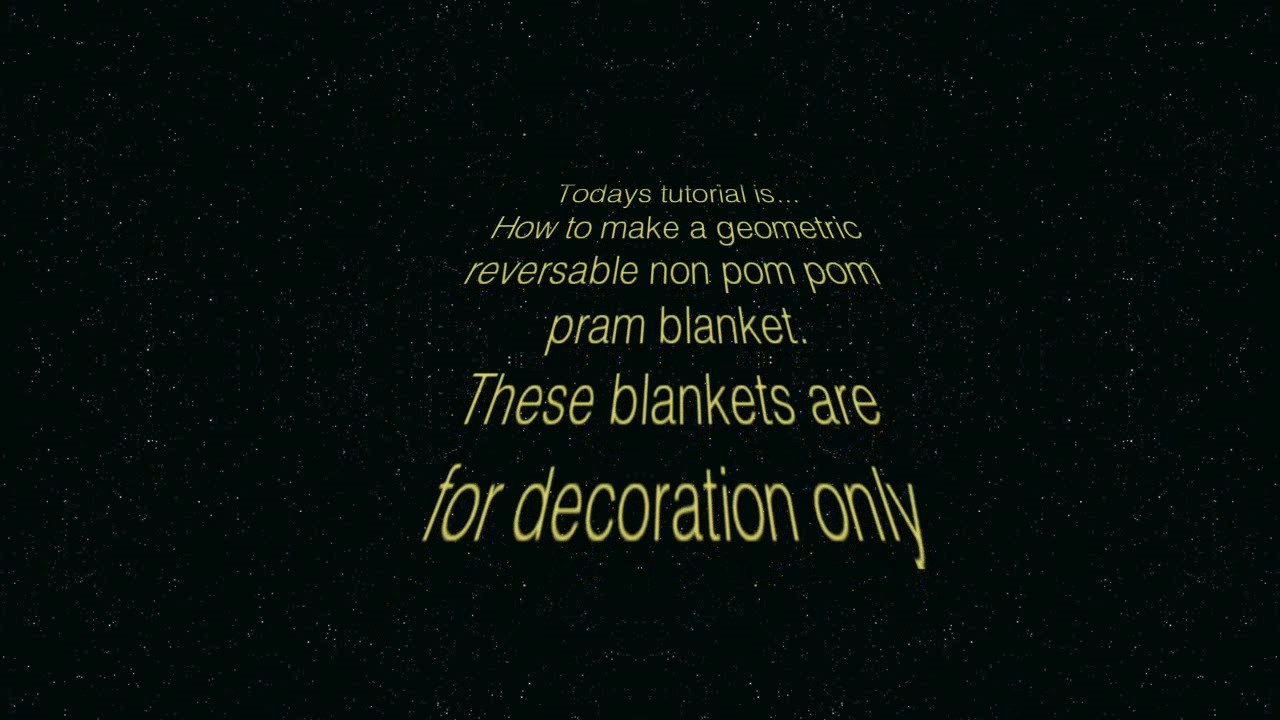 Todays tutorial is...
How to make a geometric
reversable non pom pom
pram blanket.
These blankets are
for decoration only